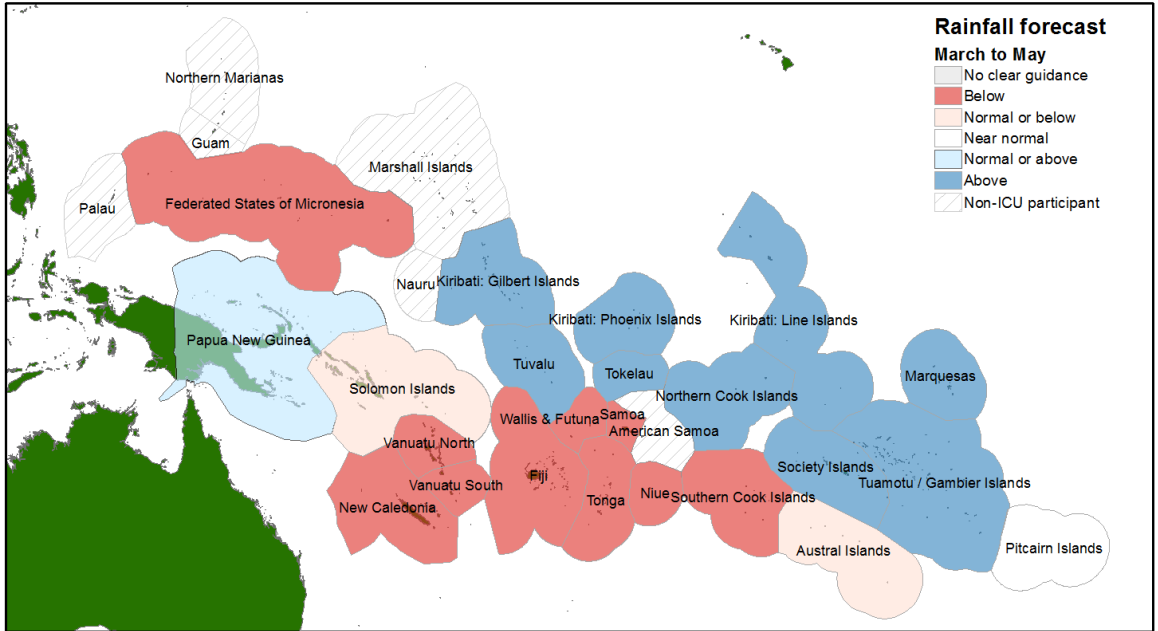 Rainfall forecast
March to May
No clear guidance
Below
Normal or below
Near normal
Normal or above
Above
Non-ICU participant
Northern Marianas
Guam
Marshall Islands
Palau
Federated States of Micronesia
Nauru
Kiribati: Gilbert Islands
Kiribati: Phoenix Islands
Kiribati: Line Islands
Papua New Guinea
Tuvalu
Tokelau
Marquesas
Solomon Islands
Northern Cook Islands
Wallis & Futuna
Samoa
American Samoa
Vanuatu North
Society Islands
Fiji
Vanuatu South
Tuamotu / Gambier Islands
Niue
Southern Cook Islands
Tonga
New Caledonia
Austral Islands
Pitcairn Islands